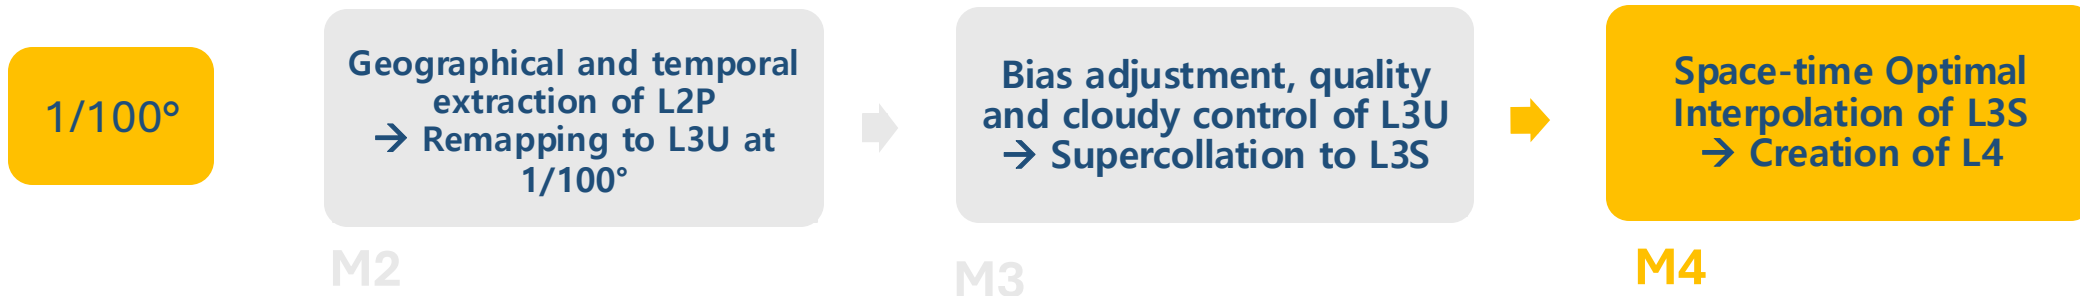 1/100°
Geographical and temporal
extraction of L2P
→ Remapping to L3U at
1/100°
M2
Bias adjustment, quality
and cloudy control of L3U
→ Supercollation to L3S
M3
Space-time Optimal
Interpolation of L3S
→ Creation of L4
M4